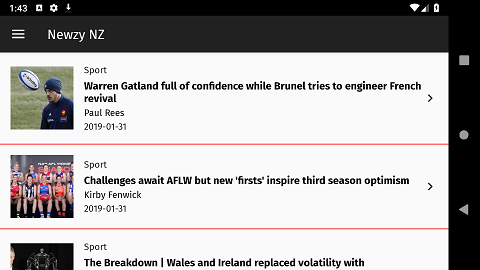 1:43
Newzy NZ
Sport
Warren Gatland full of confidence while Brunel tries to engineer French
revival
Paul Rees
2019-01-31
Sport
Challenges await AFLW but new 'firsts' inspire third season optimism
Kirby Fenwick
2019-01-31
Sport
The Breakdown | Wales and Ireland replaced volatility with